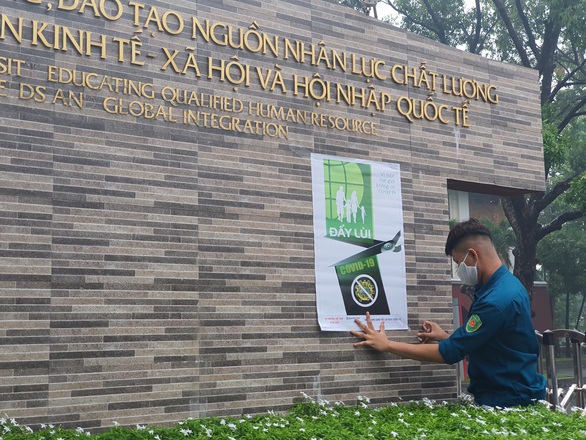 ĐÀO TẠO NGUỒN NHÂN LỰC CHẤT LƯỢNG
KINH TẾ - XÃ HỘI VÀ HỘI NHẬP QUỐC TẾ
EDUCATING QUALIFIED HUMAN RESOURCE
AN GLOBAL INTEGRATION
ĐẨY LÙI
COVID-19